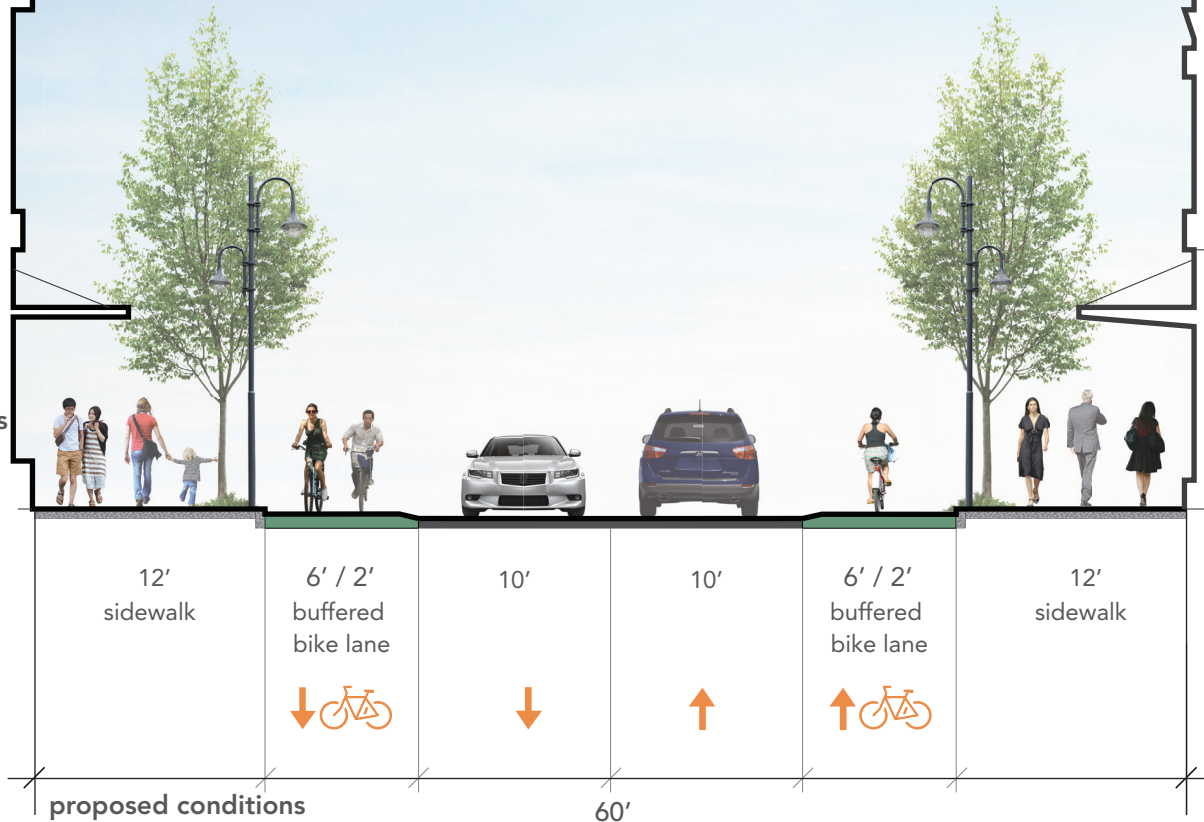 s
12'
sidewalk
6' / 2'
buffered
bike lane
10'
10'
6' / 2'
buffered
bike lane
12'
sidewalk
proposed conditions
60'